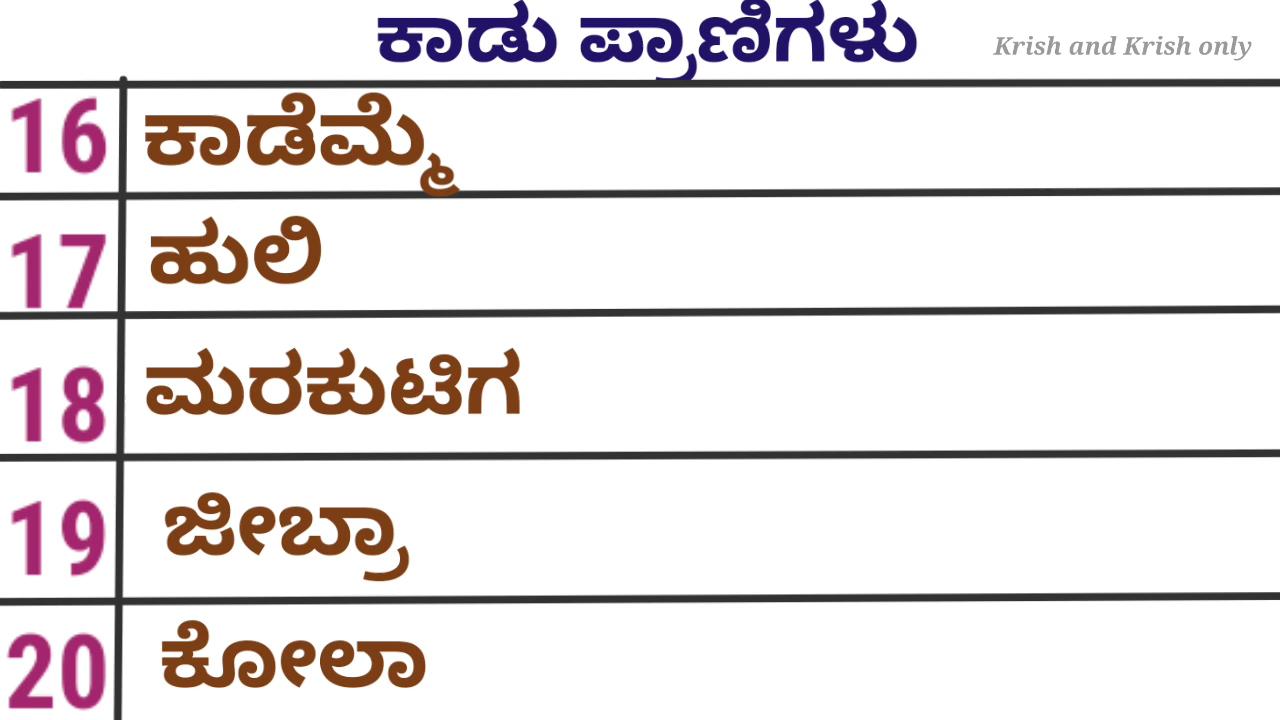 ಕಾಡು ಪ್ರಾಣಿಗಳು
Krish and Krish only
16 ಕಾಡೆಮ್ಮೆ
17 ಹುಲಿ
18 ಮರಕುಟಿಗ
19 ಜೀಬ್ರಾ
20 ಕೋಲಾ